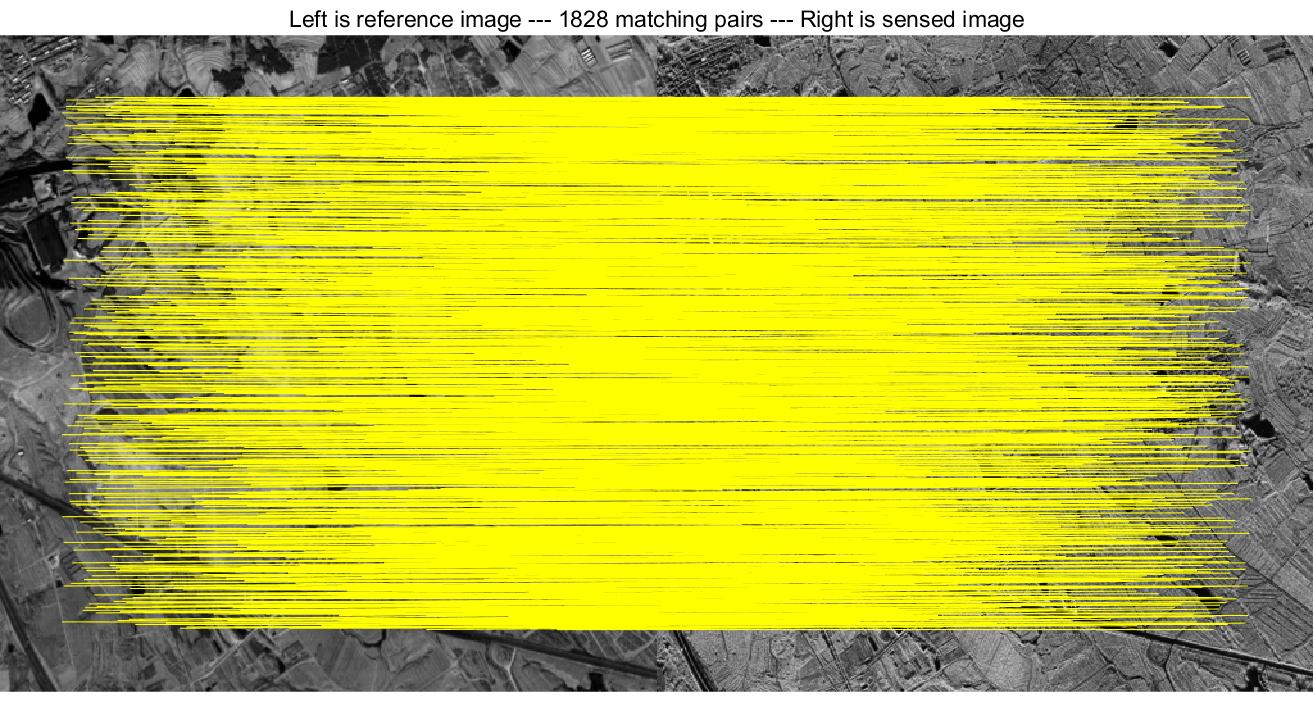 Left is reference image --- 1828 matching pairs --- Right is sensed image